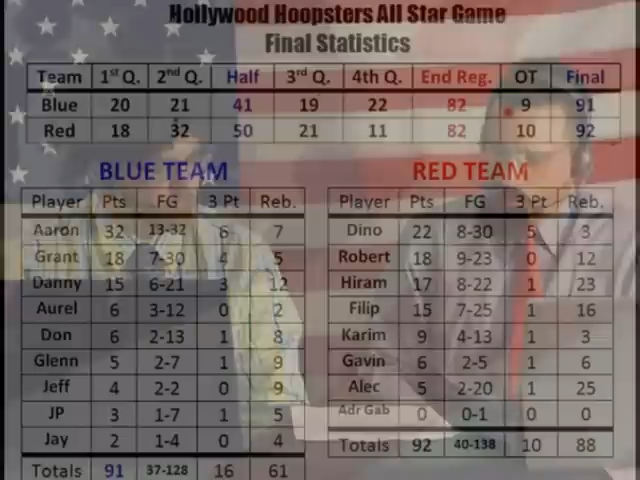 Hollywood Hoopsters All Star Game
Final Statistics
Team 1st Q. 2nd Q. Half 3rd Q. 4th Q. End Reg. OT Final
Blue 20 21 41 19 22 82 9 91
Red 18 32 50 21 11 82 10 92
BLUE TEAM
Player Pts FG 3 Pt Reb.
Aaron 32 13-32 6 7
Grant 18 7-30 4 5
Danny 15 6-21 3 12
Aurel 6 3-12 0 2
Don 6 2-13 1 8
Glenn 5 2-7 1 9
Jeff 4 2-2 0 9
JP 3 1-7 1 5
Jay 2 1-4 0 4
Totals 91 37-128 16 61
RED TEAM
Player Pts FG 3 Pt Reb.
Dino 22 8-30 5 3
Robert 18 9-23 0 12
Hiram 17 8-22 1 23
Filip 15 7-25 1 16
Karim 9 4-13 1 3
Gavin 6 2-5 1 6
Alec 5 2-20 1 25
Adr Gab 0 0-1 0 0
Totals 92 40-138 10 88